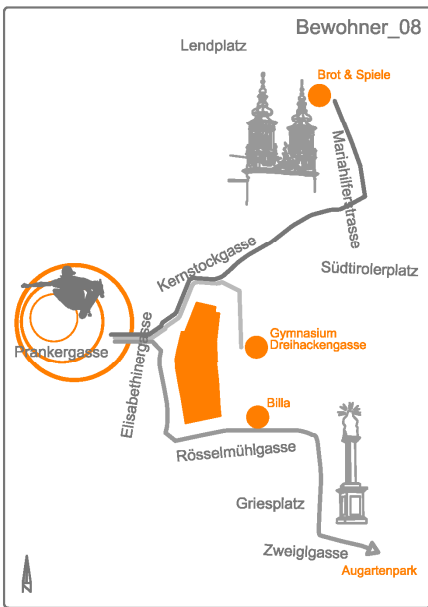 Bewohner_08
Lendplatz
Brot & Spiele
Mariahilferstrasse
Kernstockgasse
Südtirolerplatz
Gymnasium
Dreihackengasse
Prankergasse
Elisabethinergasse
Billa
Rösselmühlgasse
Griesplatz
Zweiglgasse
Augartenpark
N